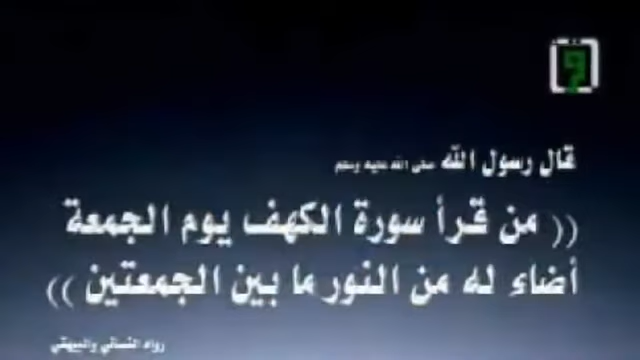 قال رسول الله صلى الله عليه وسلم
(( من قرأ سورة الكهف يوم الجمعة
أضاء له من النور ما بين الجمعتين ))
رواه النسائي والبيهقي